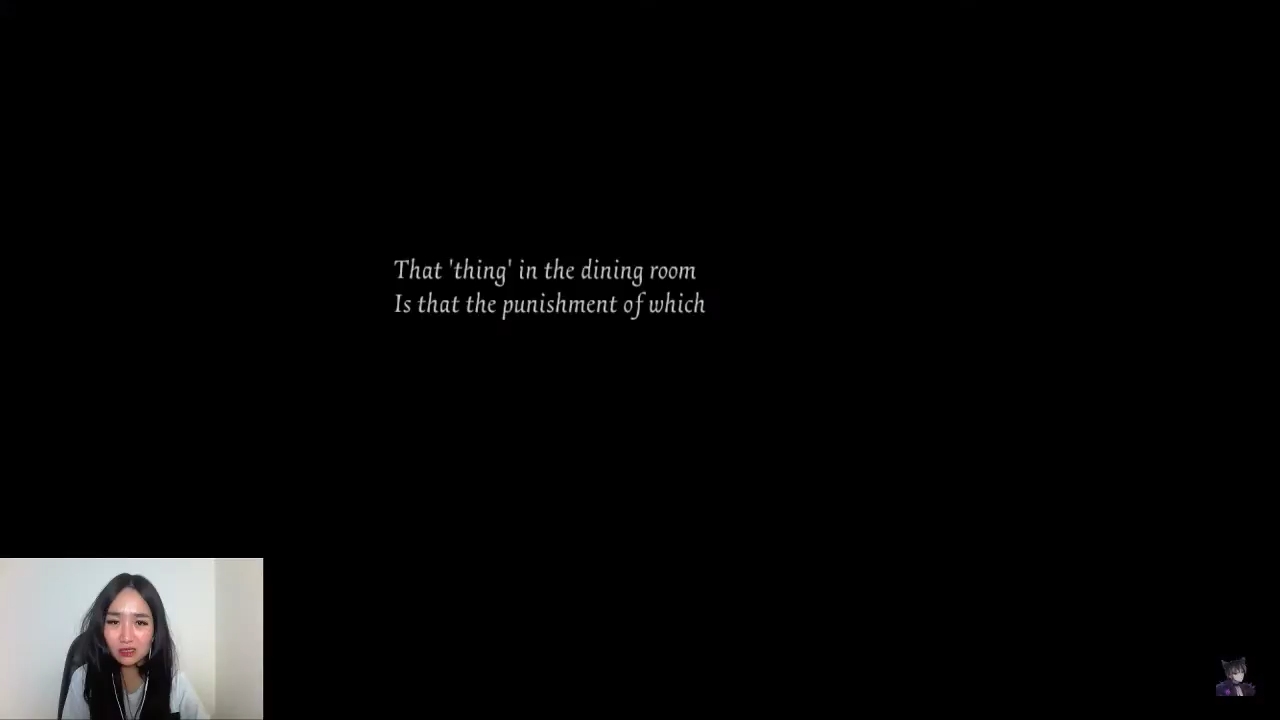 That 'thing' in the dining room
Is that the punishment of which